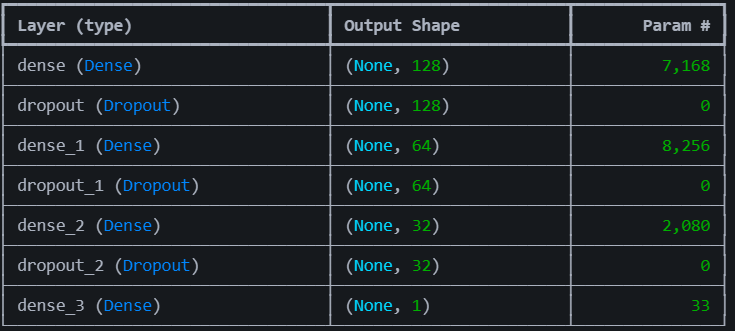 Layer (type) Output Shape Param #
dense (Dense) (None, 128) 7,168
dropout (Dropout) (None, 128) 0
dense_1 (Dense) (None, 64) 8,256
dropout_1 (Dropout) (None, 64) 0
dense_2 (Dense) (None, 32) 2,080
dropout_2 (Dropout) (None, 32) 0
dense_3 (Dense) (None, 1) 33